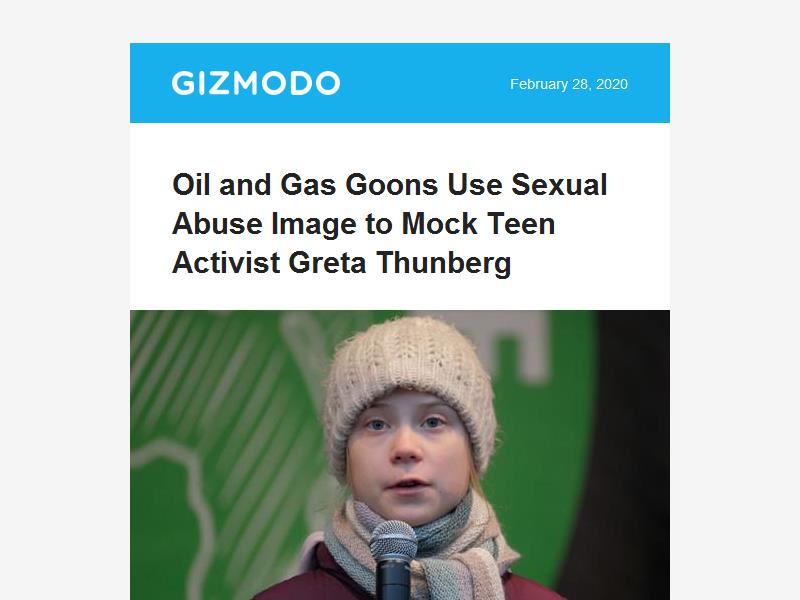 GIZMODO
February 28, 2020
Oil and Gas Goons Use Sexual
Abuse Image to Mock Teen
Activist Greta Thunberg